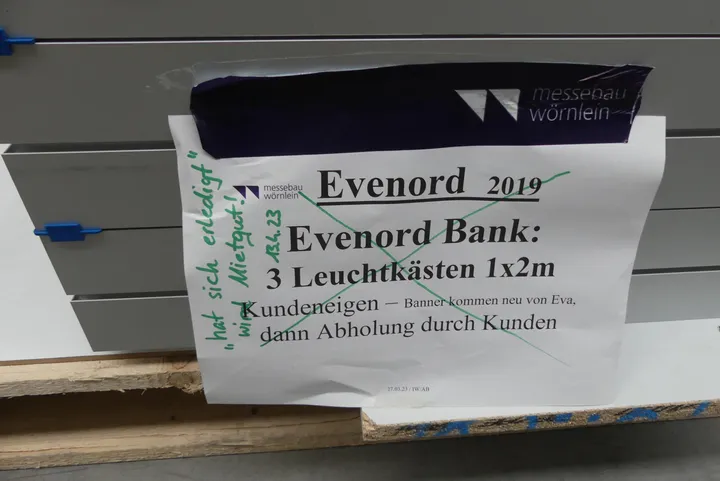 messebau
wörnlein
messebau
wörnlein
Evenord 2019
Evenord Bank:
3 Leuchtkästen 1x2m
Kundeneigen – Banner kommen neu von Eva,
dann Abholung durch Kunden
"hat sich erledigt"
wird Mietgut!
13.4.23